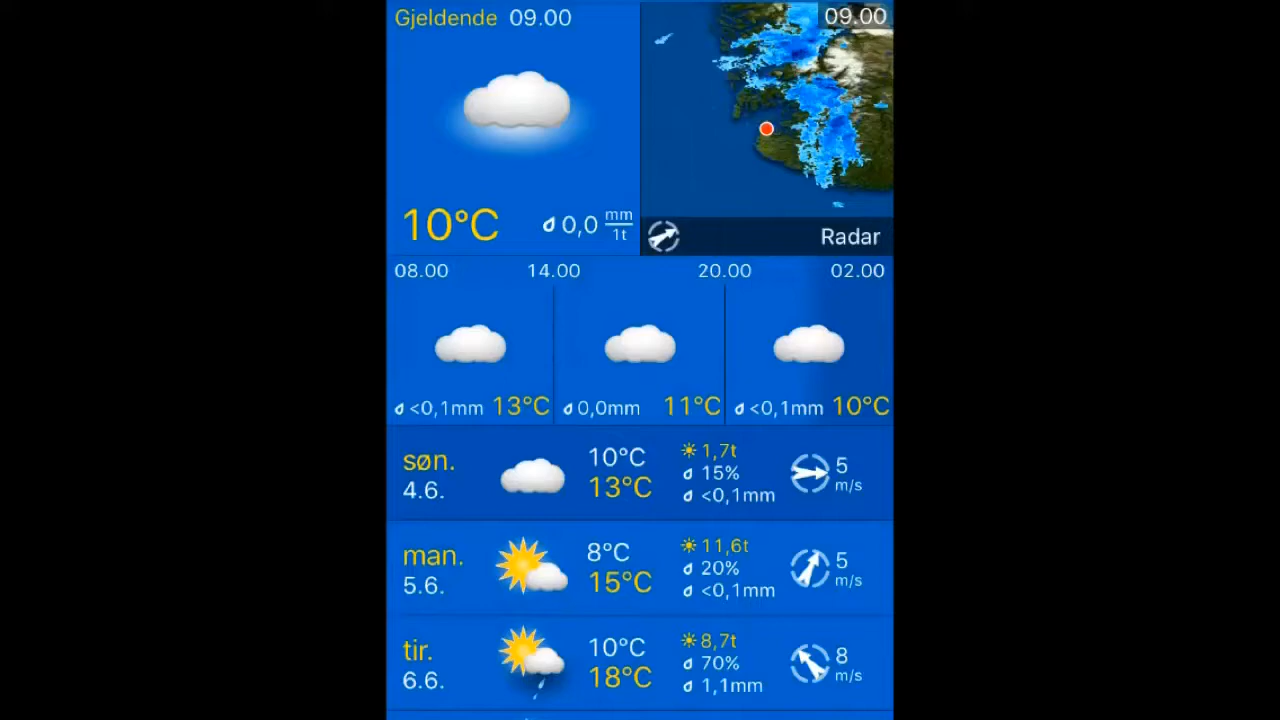 Gjeldende 09.00
09.00
10°C
0,0 mm
1t
Radar
08.00 14.00 20.00 02.00
<0,1mm 13°C
0,0mm 11°C
<0,1mm 10°C
søn.
4.6.
10°C
13°C
1,7t
15%
<0,1mm
5
m/s
man.
5.6.
8°C
15°C
11,6t
20%
<0,1mm
5
m/s
tir.
6.6.
10°C
18°C
8,7t
70%
1,1mm
8
m/s